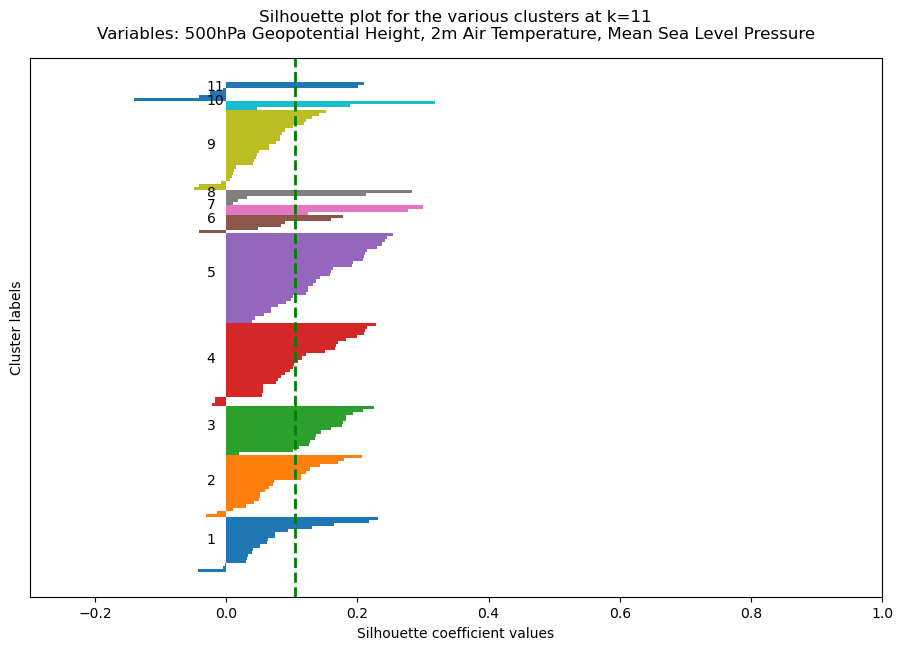 Silhouette plot for the various clusters at k=11
Variables: 500hPa Geopotential Height, 2m Air Temperature, Mean Sea Level Pressure
Cluster labels
11
10
9
8
7
6
5
4
3
2
1
−0.2 0.0 0.2 0.4 0.6 0.8 1.0
Silhouette coefficient values